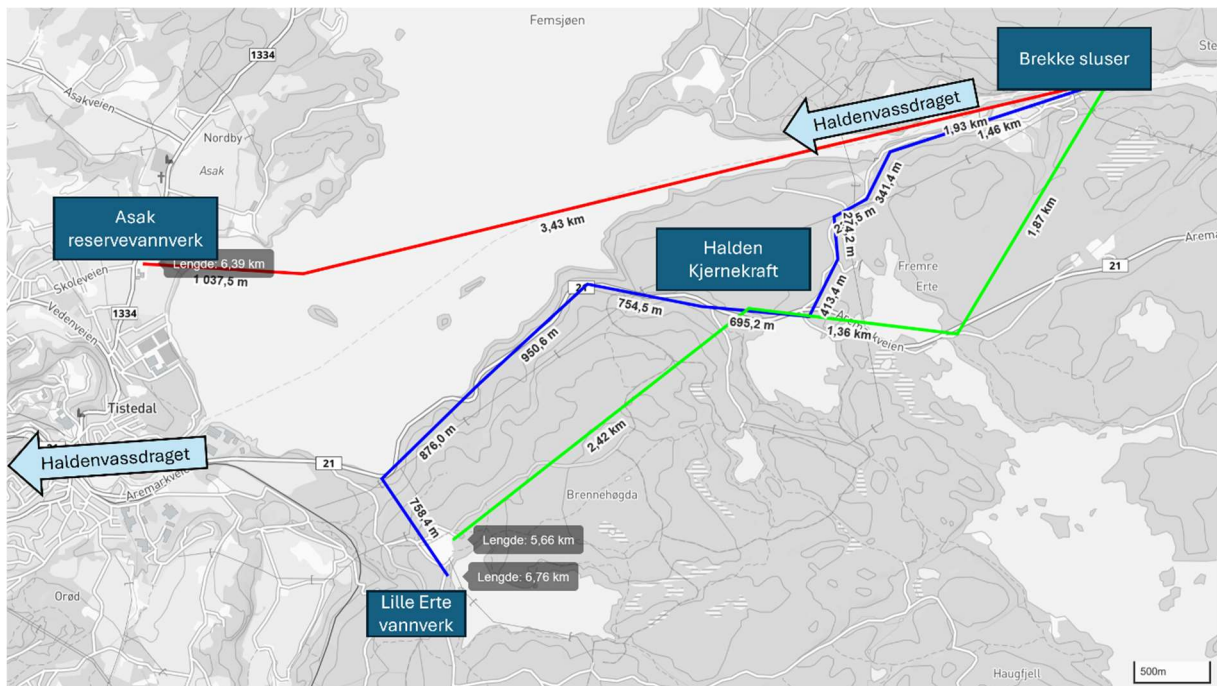 Femsjøen
1334
Brekke sluser
Haldenvassdraget
Asakveien
Nordby
Asak
1,93 km
1,46 km
341,4 m
Asak
reservevannverk
3,43 km
274,2 m
1,87 km
Halden
Kjernekraft
Lengde: 6,39 km
1 037,5 m
Skoleveien
Fremre
Erte
21
Aremarkveien
1334
Vedenveien
21
754,5 m
413,4 m
695,2 m
1,36 km
950,6 m
Tistedal
2,42 km
876,0 m
Haldenvassdraget
21
Aremarkveien
Brennehøgda
758,4 m
Lengde: 5,66 km
Lengde: 6,76 km
Lille Erte
vannverk
Orød
Haugfjell
500m